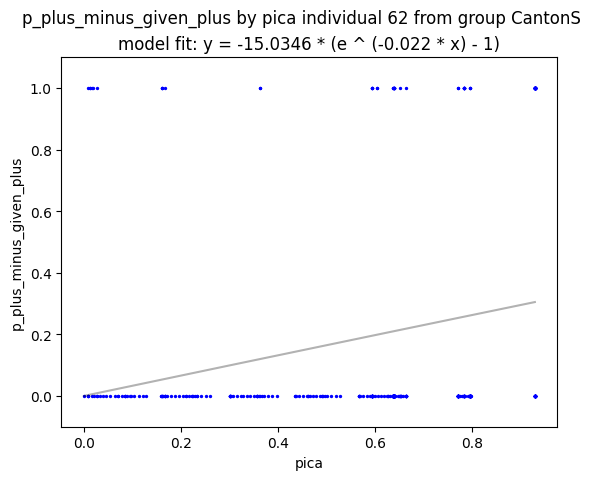 p_plus_minus_given_plus by pica individual 62 from group CantonS
model fit: y = -15.0346 * (e ^ (-0.022 * x) - 1)
1.0
0.8
0.6
0.4
0.2
0.0
p_plus_minus_given_plus
0.0 0.2 0.4 0.6 0.8
pica